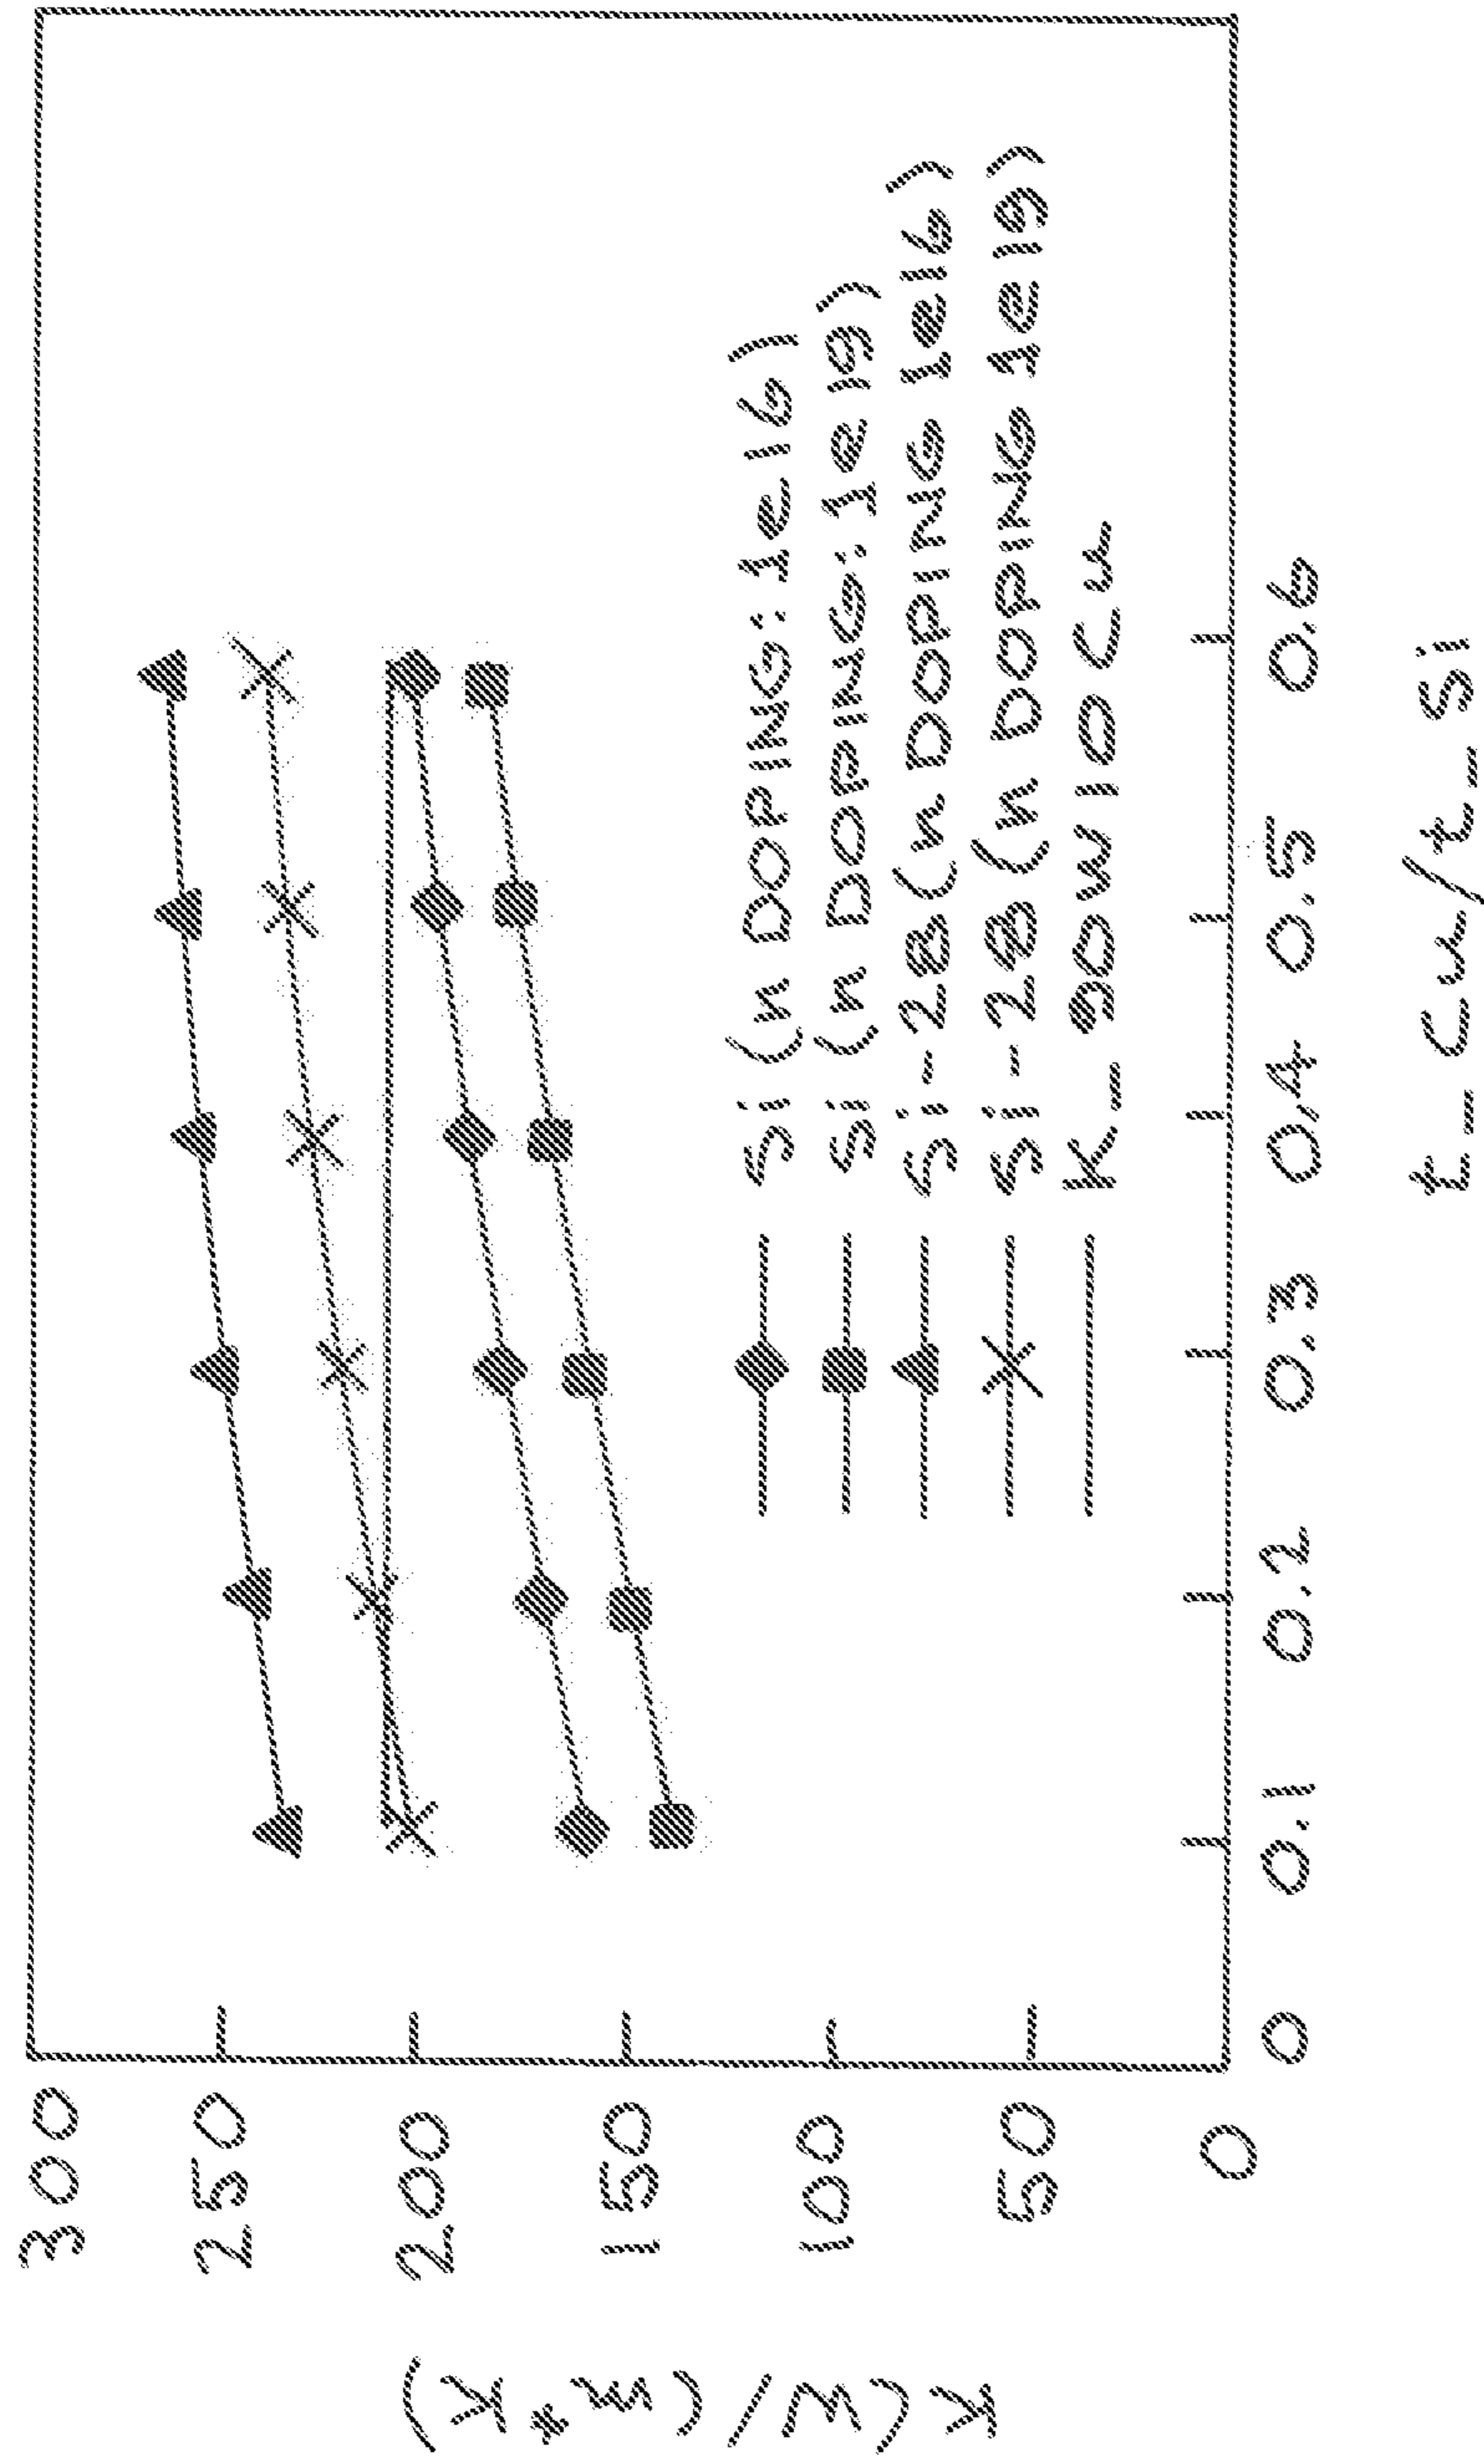 300
250
200
150
100
50
0
K(W/(m*K)
Si (n DOPING: 1e16)
Si (n DOPING: 1e19)
Si-28 (n DOPING 1e16)
Si-28 (n DOPING 1e19)
K_90W10Cu
0 0.1 0.2 0.3 0.4 0.5 0.6
t_Cu/t_Si